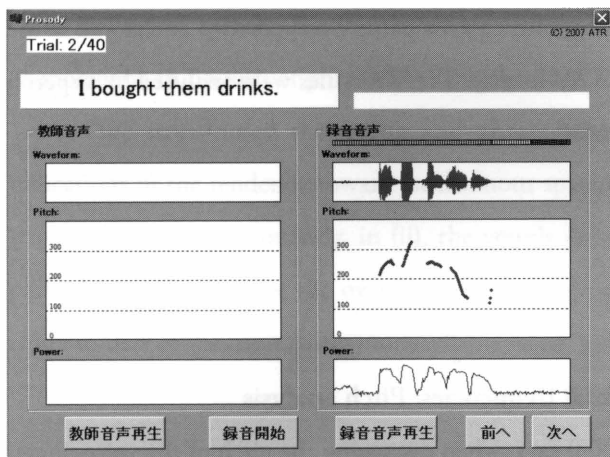 Prosody
(C) 2007 ATR
Trial: 2/40
I bought them drinks.
教師音声
Waveform:
Pitch:
300
200
100
0
Power:
録音音声
Waveform:
Pitch:
300
200
100
0
Power:
教師音声再生
録音開始
録音音声再生
前へ
次へ